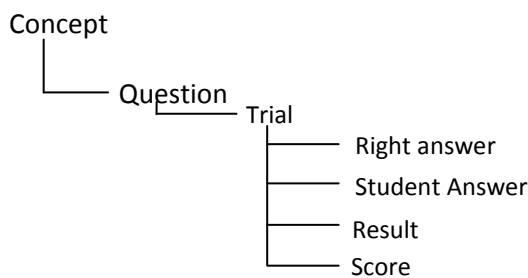 Concept
Question
Trial
Right answer
Student Answer
Result
Score